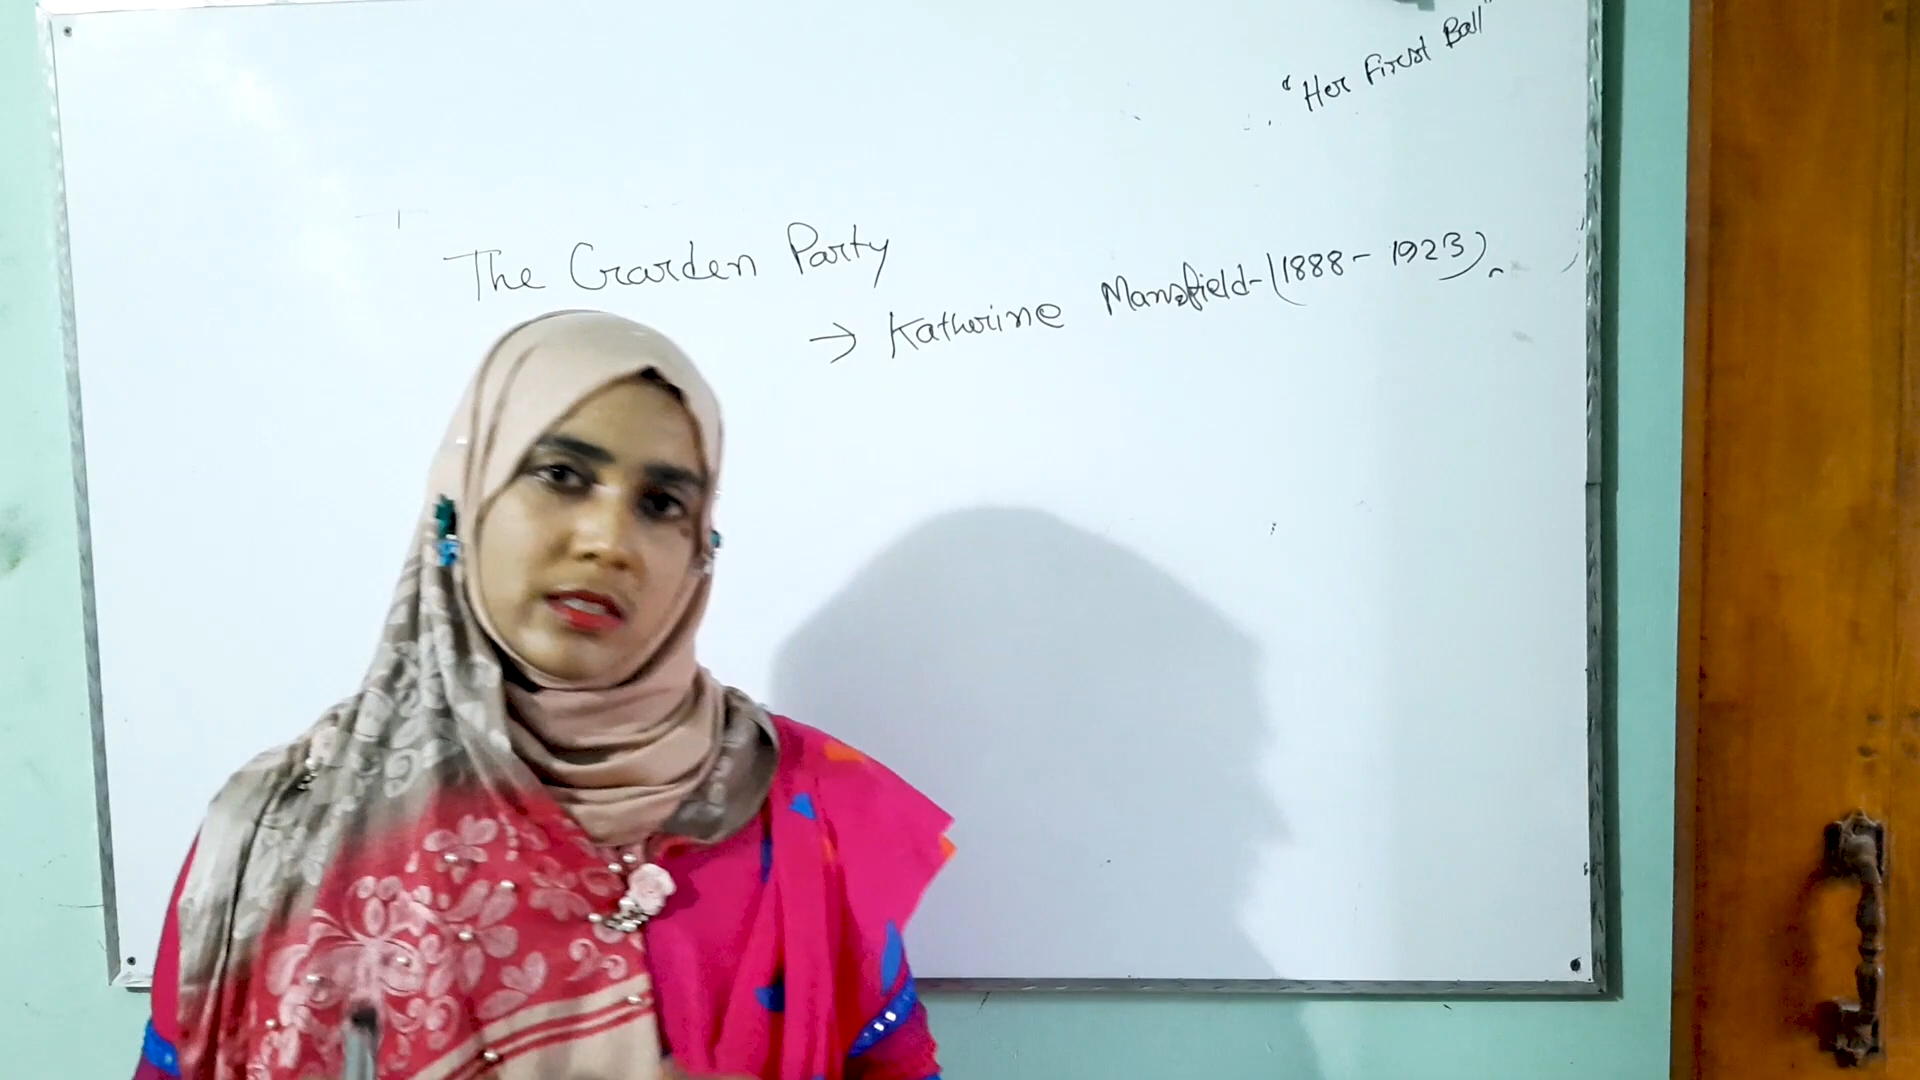 "Her First Ball"
The Garden Party
→ Katherine Mansfield-(1888- 1923).